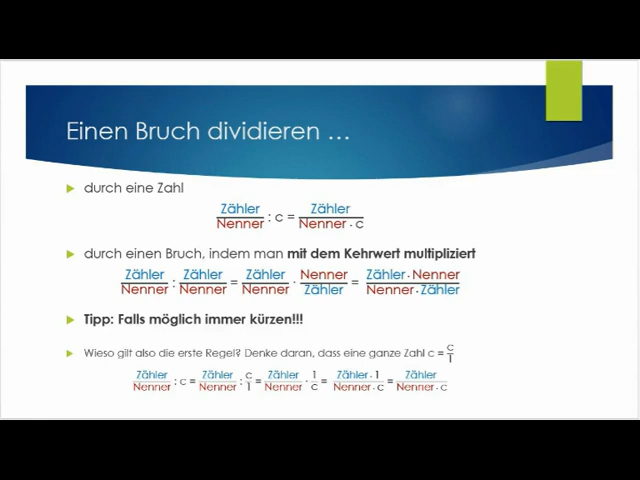 Einen Bruch dividieren …
durch eine Zahl
Zähler/Nenner : c = Zähler/Nenner · c
durch einen Bruch, indem man mit dem Kehrwert multipliziert
Zähler/Nenner : Zähler/Nenner = Zähler/Nenner · Nenner/Zähler = Zähler · Nenner/Nenner · Zähler
Tipp: Falls möglich immer kürzen!!!
Wieso gilt also die erste Regel? Denke daran, dass eine ganze Zahl c = c/1
Zähler/Nenner : c = Zähler/Nenner : c/1 = Zähler/Nenner · 1/c = Zähler · 1/Nenner · c = Zähler/Nenner · c